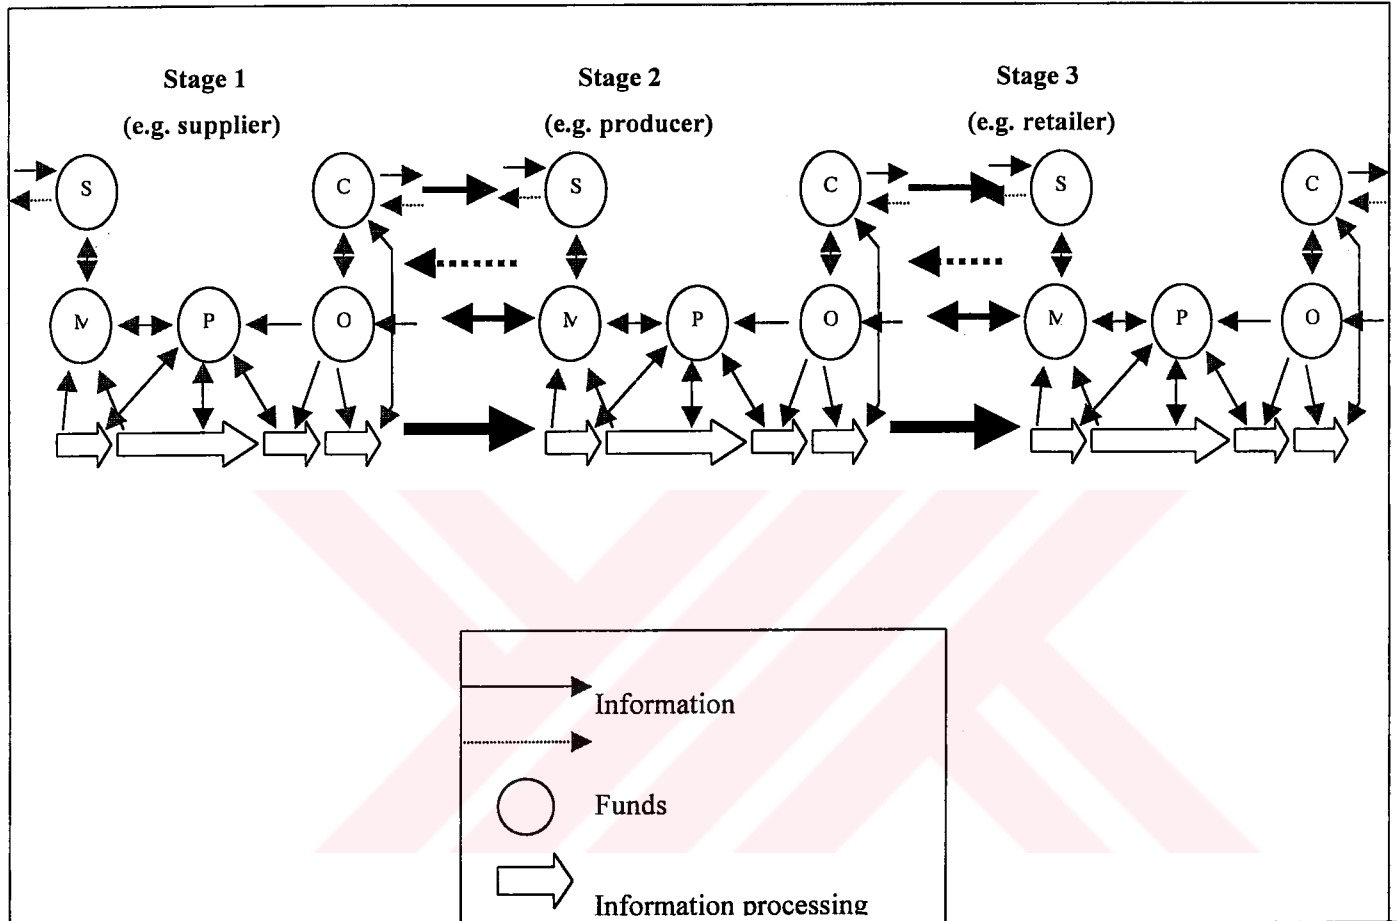 Stage 1
Stage 2
Stage 3
(e.g. supplier)
(e.g. producer)
(e.g. retailer)
S
C
S
C
S
C
M
P
O
M
P
O
M
P
O
Information
Funds
Information processing